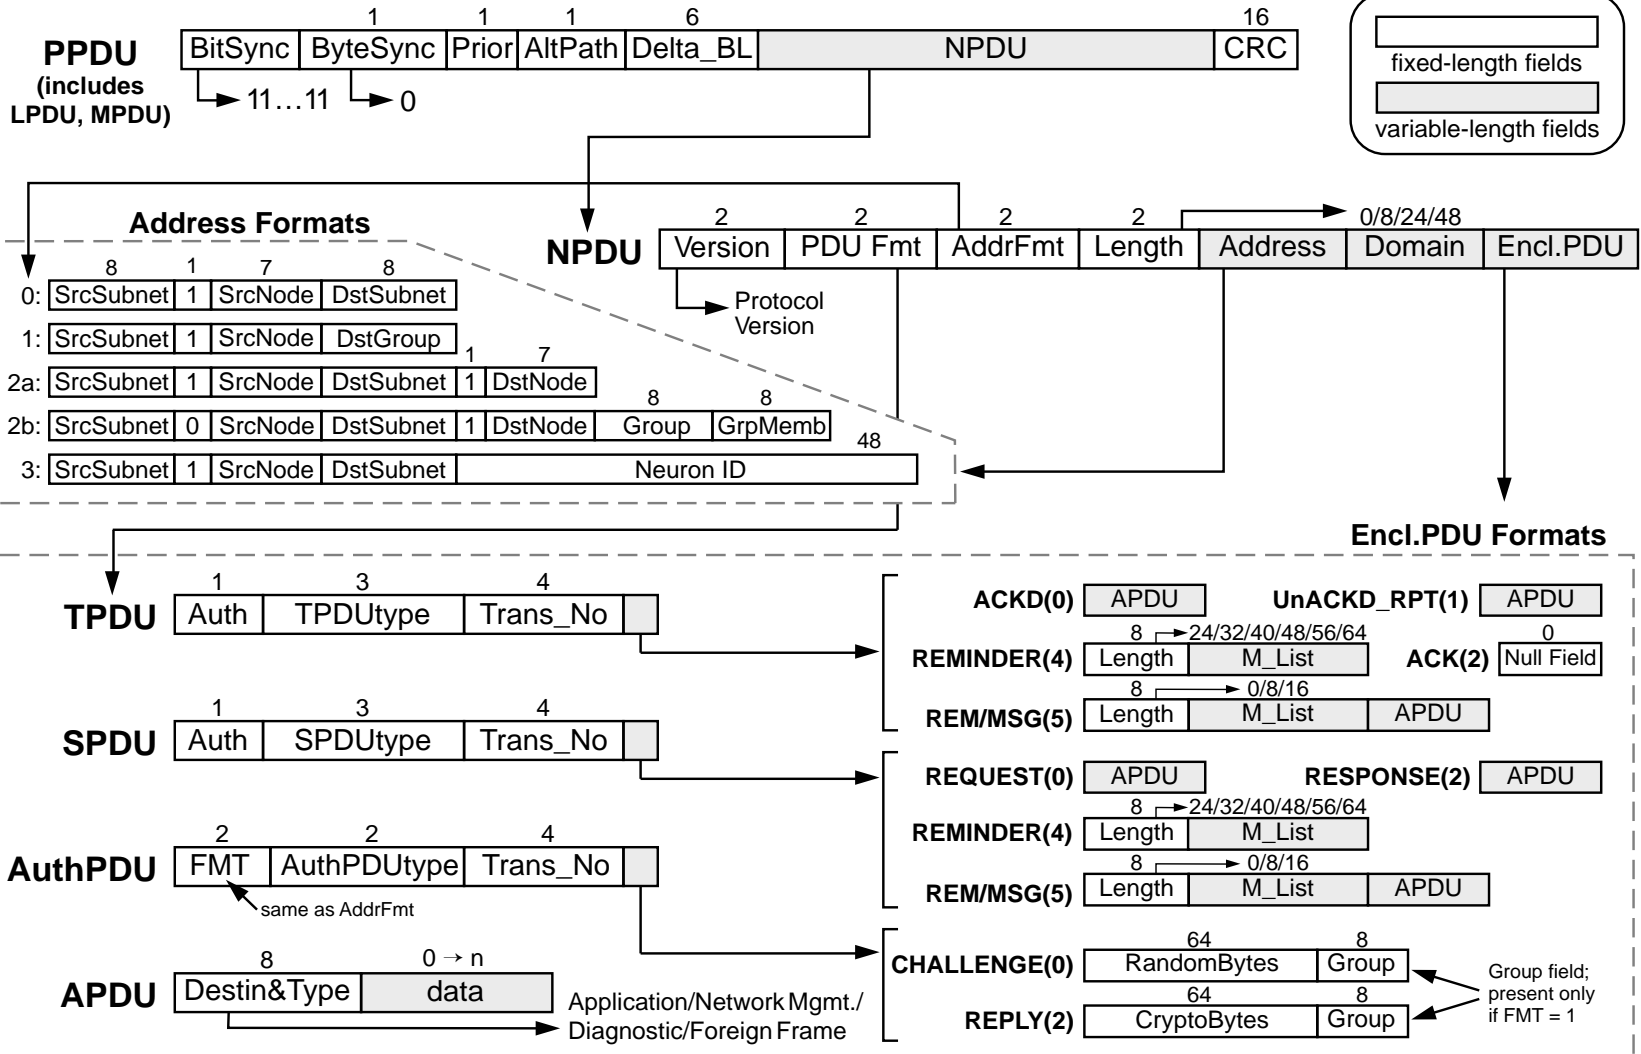 1 1 1 6 16
PPDU
(includes
LPDU, MPDU)
BitSync ByteSync Prior AltPath Delta_BL NPDU CRC
11…11 0
fixed-length fields
variable-length fields
Address Formats
2 2 2 2 0/8/24/48
NPDU Version PDU Fmt AddrFmt Length Address Domain Encl.PDU
Protocol
Version
8 1 7 8
0: SrcSubnet 1 SrcNode DstSubnet
1: SrcSubnet 1 SrcNode DstGroup
1 7
2a: SrcSubnet 1 SrcNode DstSubnet 1 DstNode
8 8
2b: SrcSubnet 0 SrcNode DstSubnet 1 DstNode Group GrpMemb
48
3: SrcSubnet 1 SrcNode DstSubnet Neuron ID
Encl.PDU Formats
1 3 4
TPDU Auth TPDUtype Trans_No
ACKD(0) APDU UnACKD_RPT(1) APDU
8 24/32/40/48/56/64 0
REMINDER(4) Length M_List ACK(2) Null Field
8 0/8/16
REM/MSG(5) Length M_List APDU
1 3 4
SPDU Auth SPDUtype Trans_No
REQUEST(0) APDU RESPONSE(2) APDU
8 24/32/40/48/56/64
REMINDER(4) Length M_List
8 0/8/16
REM/MSG(5) Length M_List APDU
2 2 4
AuthPDU FMT AuthPDUtype Trans_No
same as AddrFmt
64 8
CHALLENGE(0) RandomBytes Group
64 8
REPLY(2) CryptoBytes Group
Group field;
present only
if FMT = 1
8 0 → n
APDU Destin&Type data
Application/Network Mgmt./
Diagnostic/Foreign Frame